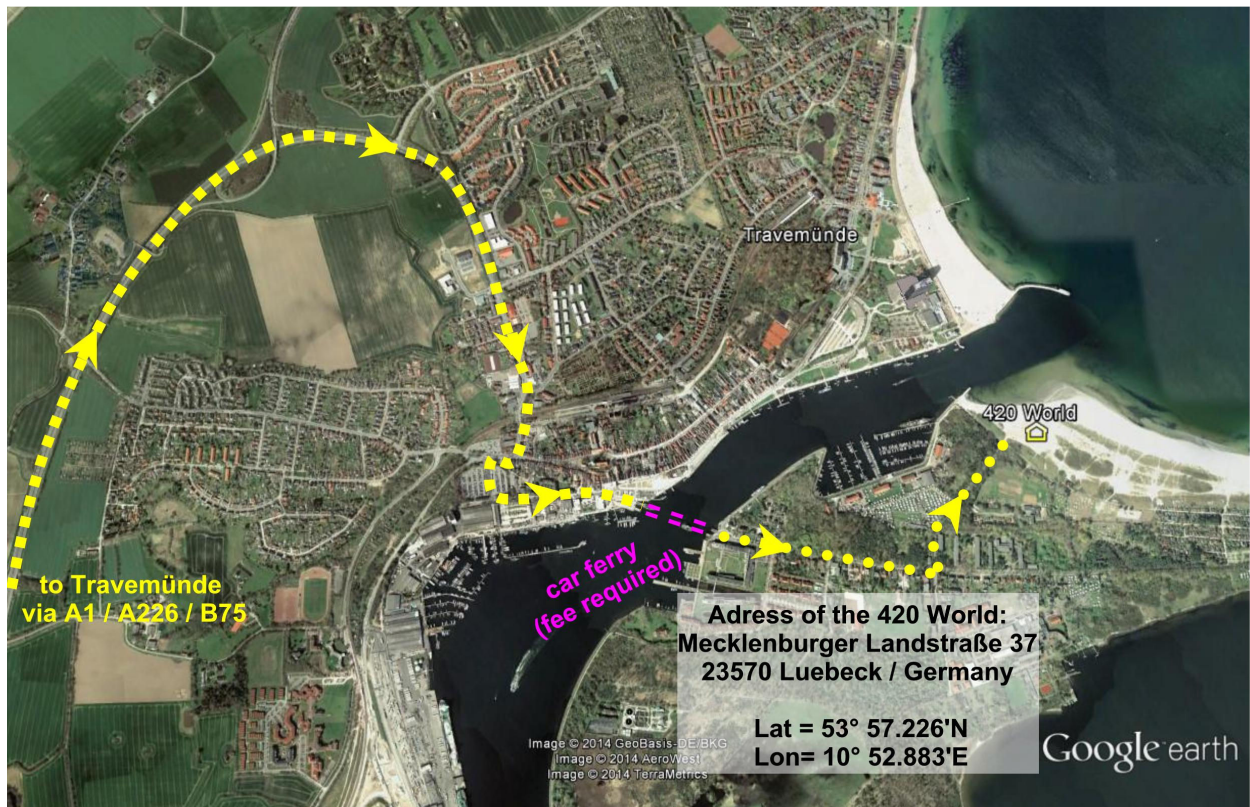 Travemünde
420 World
to Travemünde
via A1 / A226 / B75
car ferry
(fee required)
Adress of the 420 World:
Mecklenburger Landstraße 37
23570 Luebeck / Germany
Lat = 53° 57.226'N
Lon= 10° 52.883'E
Image © 2014 GeoBasis-DE/BKG
Image © 2014 AeroWest
Image © 2014 TerraMetrics
Google earth